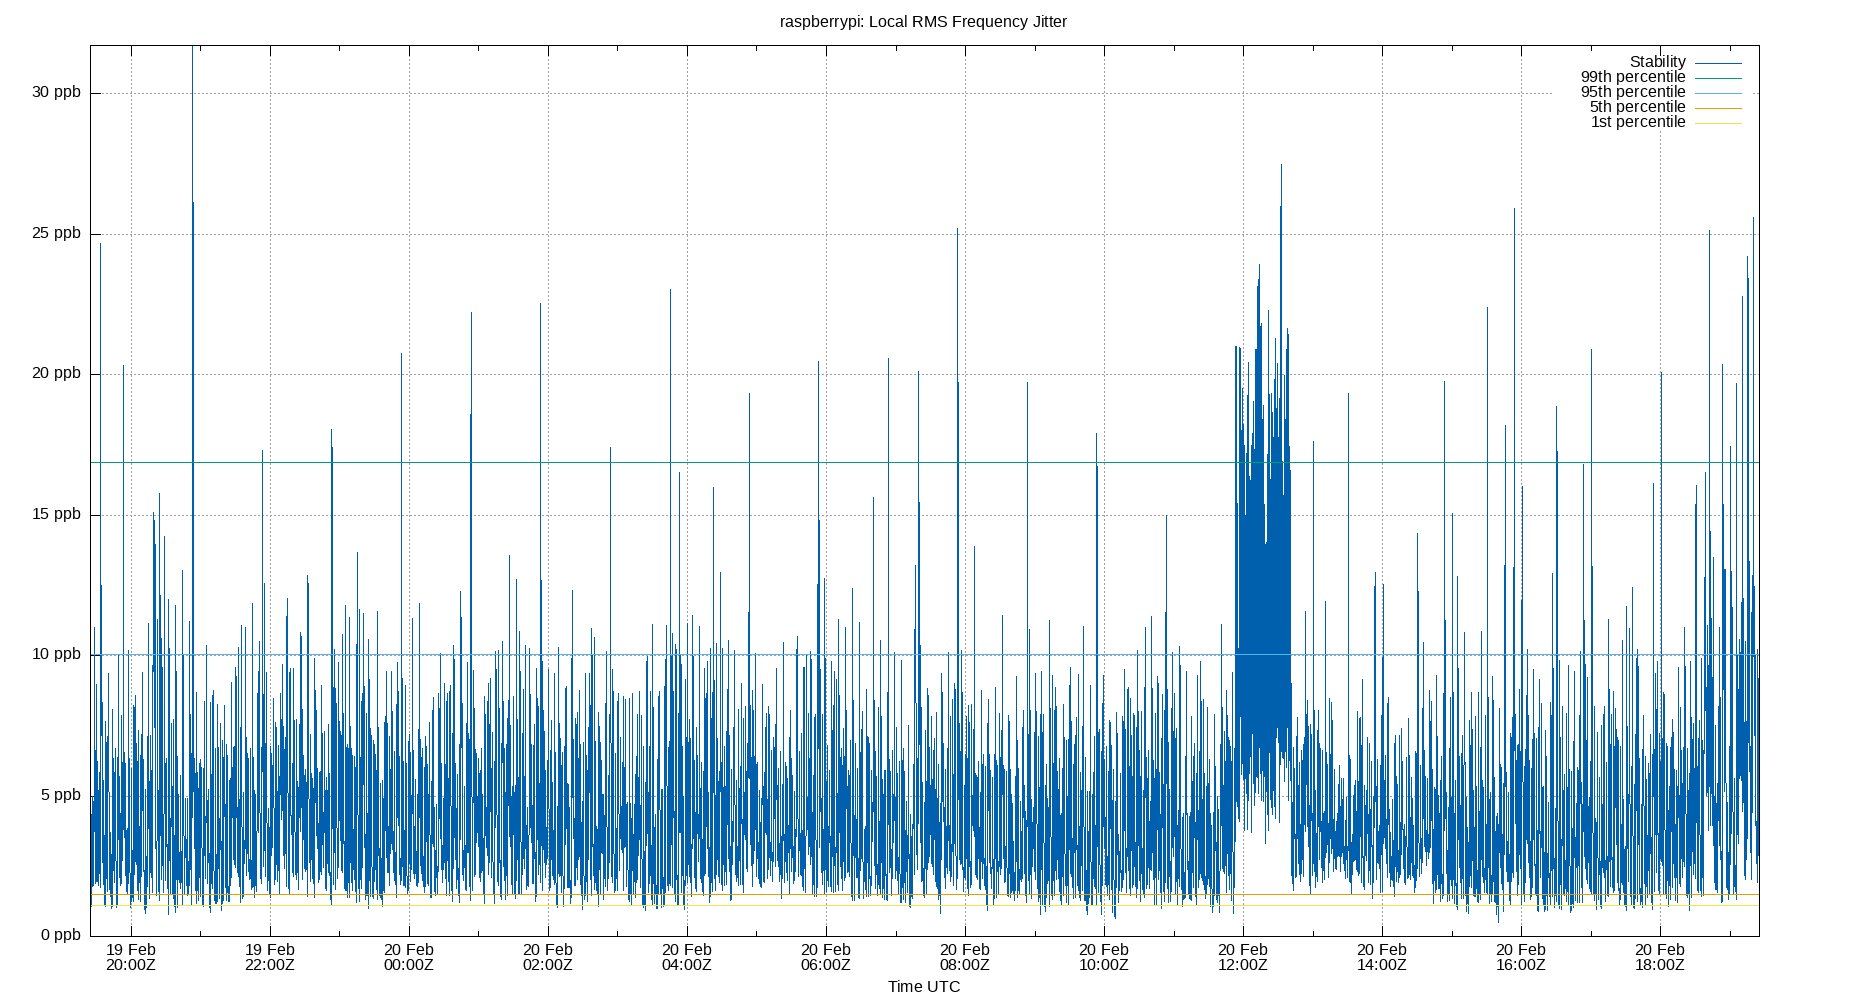 raspberrypi: Local RMS Frequency Jitter
Stability
99th percentile
95th percentile
5th percentile
1st percentile
30 ppb
25 ppb
20 ppb
15 ppb
10 ppb
5 ppb
0 ppb
19 Feb 19 Feb 20 Feb 20 Feb 20 Feb 20 Feb 20 Feb 20 Feb 20 Feb 20 Feb 20 Feb 20 Feb
20:00Z 22:00Z 00:00Z 02:00Z 04:00Z 06:00Z 08:00Z 10:00Z 12:00Z 14:00Z 16:00Z 18:00Z
Time UTC